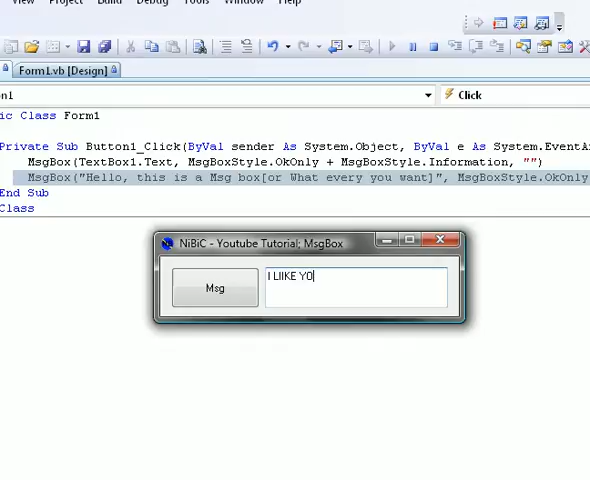 View Project Build Debug Tools Window Help
Form1.vb [Design]
on1
Click
ic Class Form1
Private Sub Button1_Click(ByVal sender As System.Object, ByVal e As System.EventAr
MsgBox(TextBox1.Text, MsgBoxStyle.OkOnly + MsgBoxStyle.Information, "")
MsgBox("Hello, this is a Msg box[or What every you want]", MsgBoxStyle.OkOnly
End Sub
Class
NiBiC - Youtube Tutorial; MsgBox
Msg
I LIIKE YO